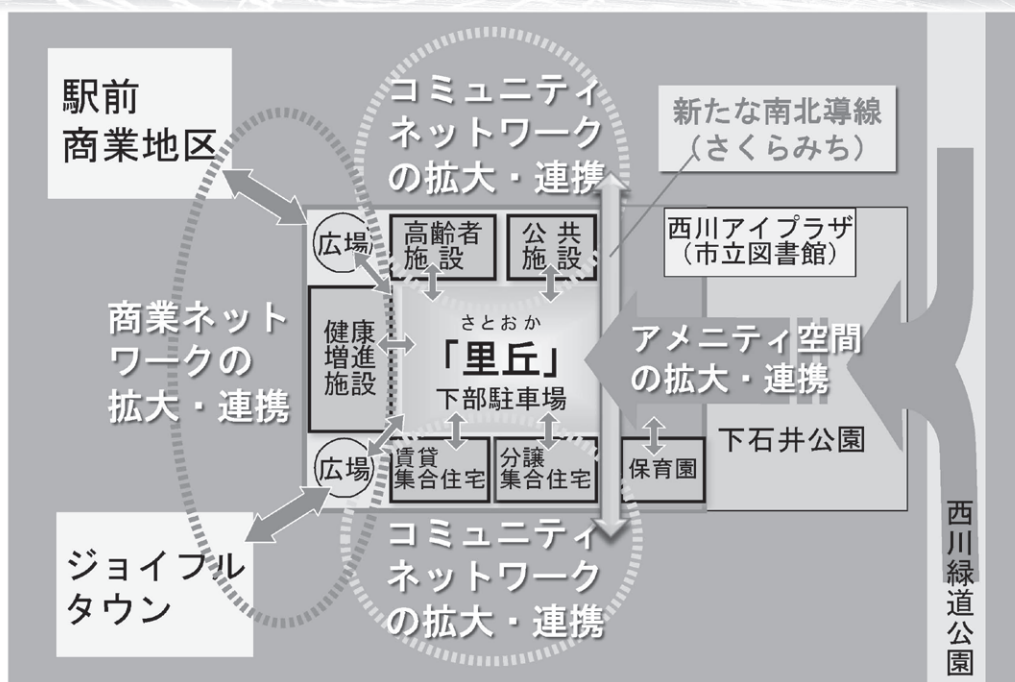 駅前
商業地区
コミュニティ
ネットワーク
の拡大・連携
新たな南北導線
（さくらみち）
広場
高齢者
施設
公共
施設
西川アイプラザ
（市立図書館）
商業ネット
ワークの
拡大・連携
健康
増進
施設
さとおか
「里丘」
下部駐車場
アメニティ空間
の拡大・連携
下石井公園
広場
賃貸
集合住宅
分譲
集合住宅
保育園
ジョイフル
タウン
コミュニティ
ネットワーク
の拡大・連携
西川緑道公園